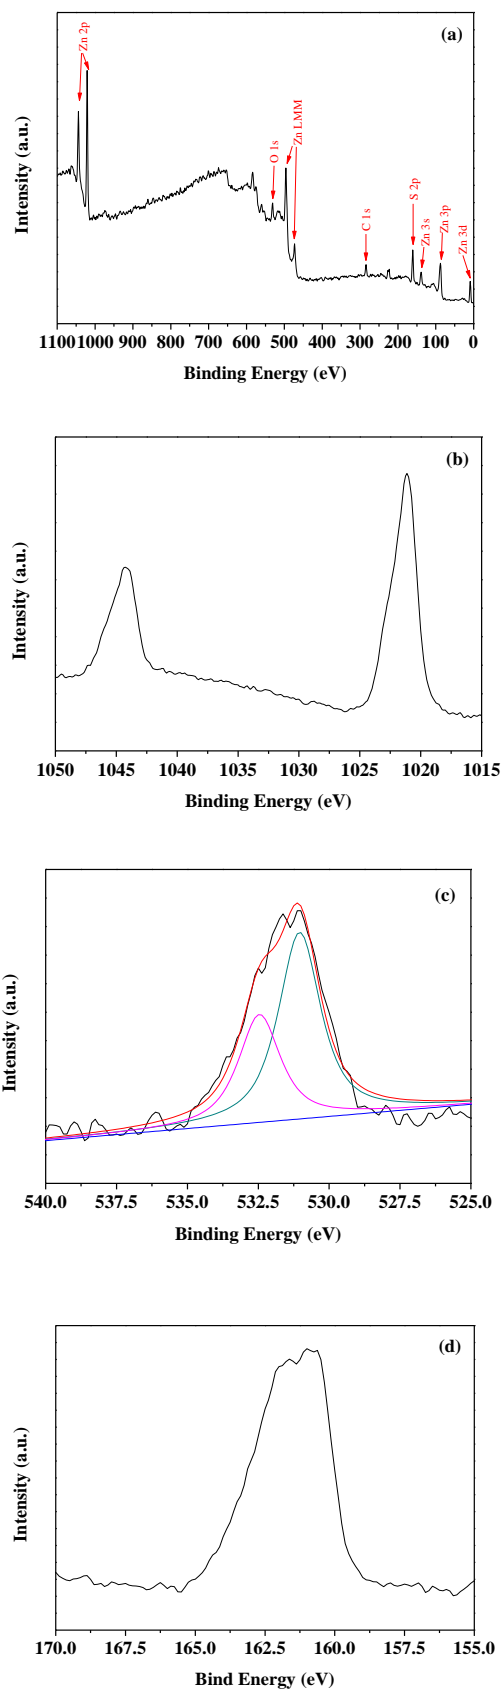 (a)
Zn 2p
O 1s
Zn LMM
C 1s
S 2p
Zn 3s
Zn 3p
Zn 3d
Intensity (a.u.)
1100 1000 900 800 700 600 500 400 300 200 100 0
Binding Energy (eV)
(b)
Intensity (a.u.)
1050 1045 1040 1035 1030 1025 1020 1015
Binding Energy (eV)
(c)
Intensity (a.u.)
540.0 537.5 535.0 532.5 530.0 527.5 525.0
Binding Energy (eV)
(d)
Intensity (a.u.)
170.0 167.5 165.0 162.5 160.0 157.5 155.0
Bind Energy (eV)